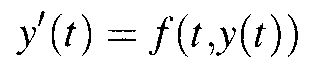 y′(t) = f(t,y(t))